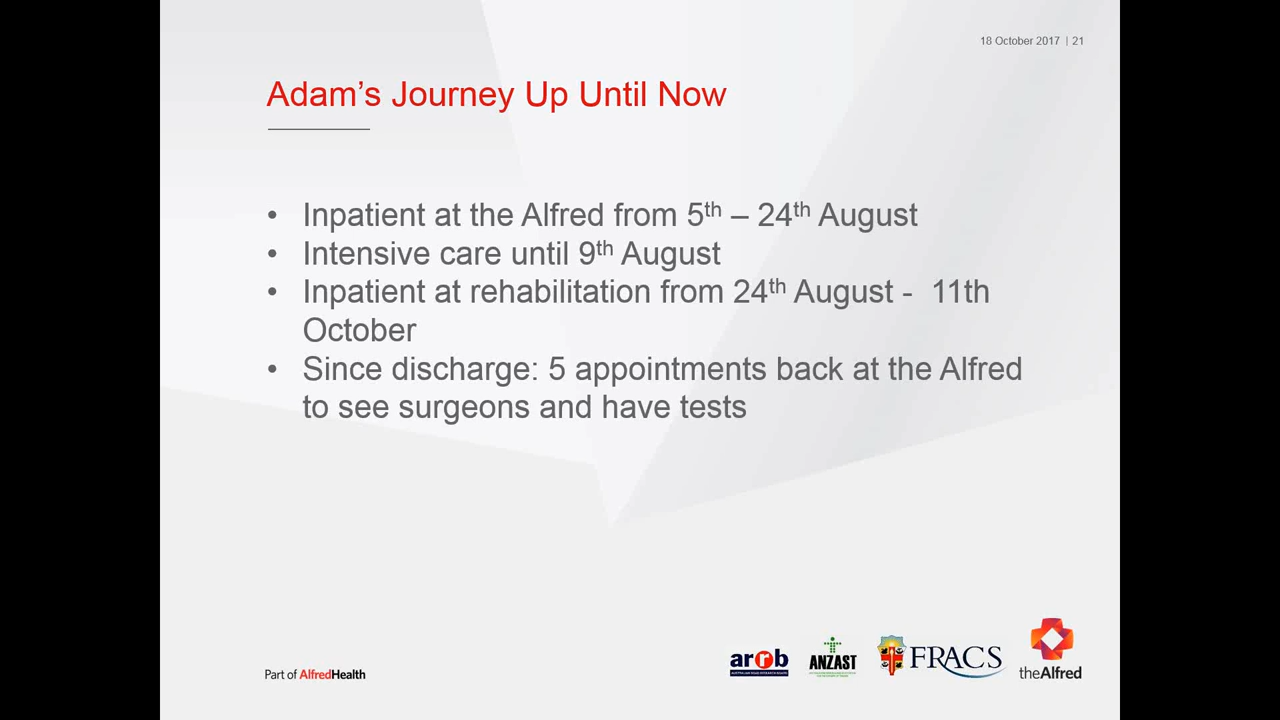 18 October 2017 | 21
Adam's Journey Up Until Now
• Inpatient at the Alfred from 5th – 24th August
• Intensive care until 9th August
• Inpatient at rehabilitation from 24th August - 11th
October
• Since discharge: 5 appointments back at the Alfred
to see surgeons and have tests
Part of AlfredHealth
arrb
ANZAST
FRACS
theAlfred